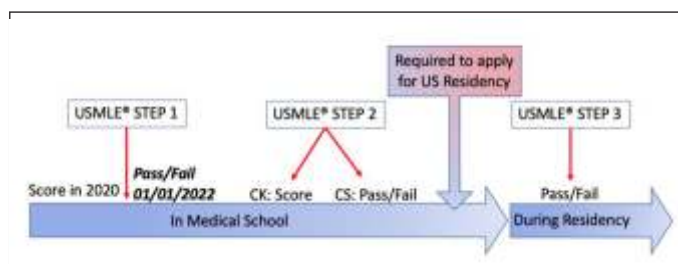 Required to apply
for US Residency
USMLE® STEP 1
USMLE® STEP 2
USMLE® STEP 3
Score in 2020
Pass/Fail
01/01/2022
CK: Score
CS: Pass/Fail
Pass/Fail
In Medical School
During Residency